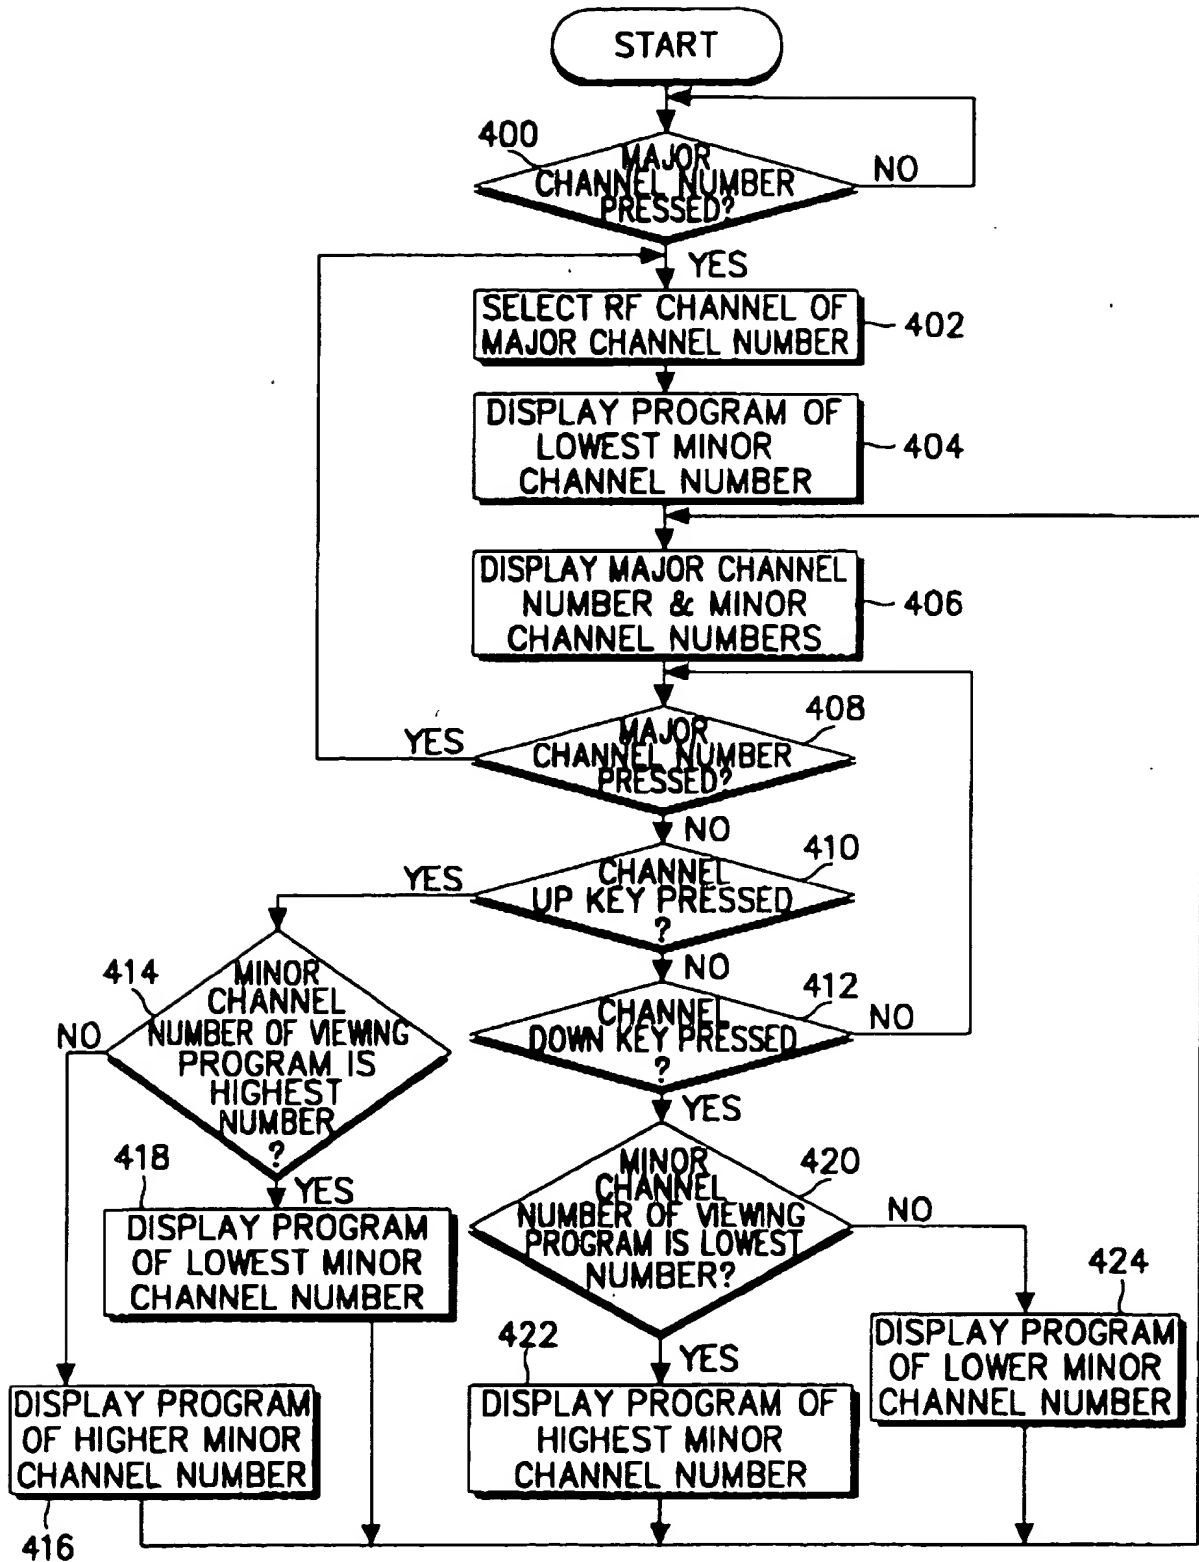 START
400
MAJOR
CHANNEL NUMBER
PRESSED?
NO
YES
SELECT RF CHANNEL OF
MAJOR CHANNEL NUMBER
402
DISPLAY PROGRAM OF
LOWEST MINOR
CHANNEL NUMBER
404
DISPLAY MAJOR CHANNEL
NUMBER & MINOR
CHANNEL NUMBERS
406
408
YES
MAJOR
CHANNEL NUMBER
PRESSED?
NO
410
YES
CHANNEL
UP KEY PRESSED
?
NO
412
CHANNEL
DOWN KEY PRESSED
?
NO
YES
414
NO
MINOR
CHANNEL
NUMBER OF VIEWING
PROGRAM IS
HIGHEST
NUMBER
?
YES
418
DISPLAY PROGRAM
OF LOWEST MINOR
CHANNEL NUMBER
420
MINOR
CHANNEL
NUMBER OF VIEWING
PROGRAM IS LOWEST
NUMBER?
NO
YES
424
DISPLAY PROGRAM
OF LOWER MINOR
CHANNEL NUMBER
422
DISPLAY PROGRAM OF
HIGHEST MINOR
CHANNEL NUMBER
DISPLAY PROGRAM
OF HIGHER MINOR
CHANNEL NUMBER
416